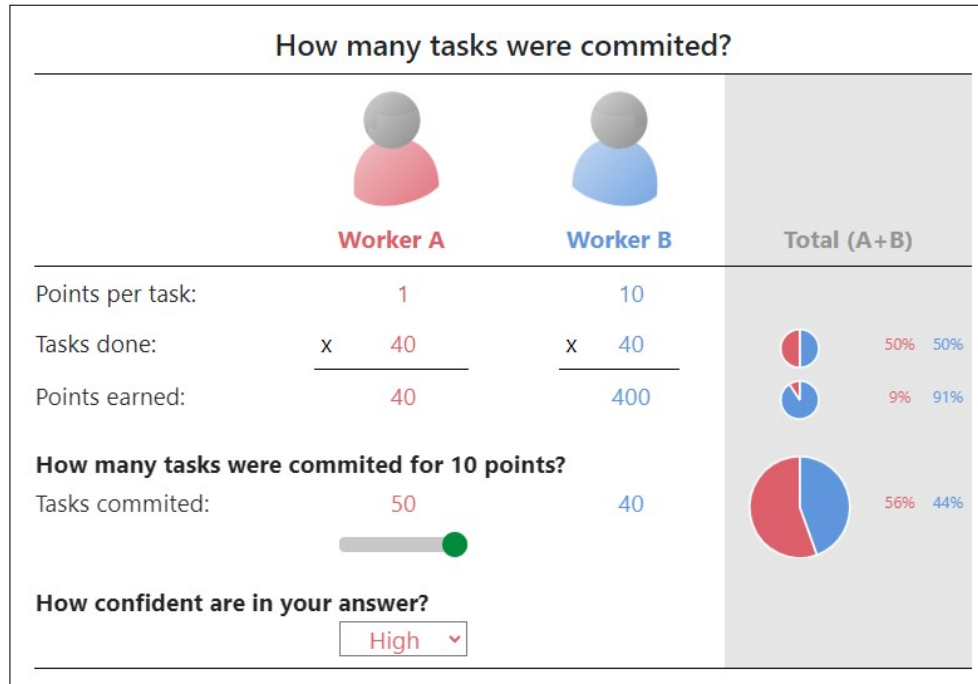 How many tasks were commited?
Worker A Worker B Total (A+B)
Points per task: 1 10
Tasks done: x 40 x 40 50% 50%
Points earned: 40 400 9% 91%
How many tasks were commited for 10 points?
Tasks commited: 50 40 56% 44%
How confident are in your answer?
High